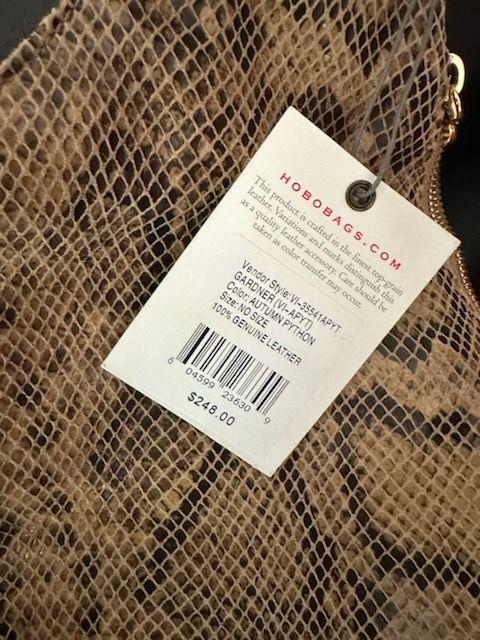 HOBOBAGS.COM
This product is crafted in the finest top-grain
leather. Variations and marks distinguish this
as a quality leather accessory. Care should be
taken as color transfer may occur.
Vendor Style:VI-35541APYT
GARDNER (VI-APYT)
Color: AUTUMN PYTHON
Size: NO SIZE
100% GENUINE LEATHER
6 04599 23630 9
$248.00